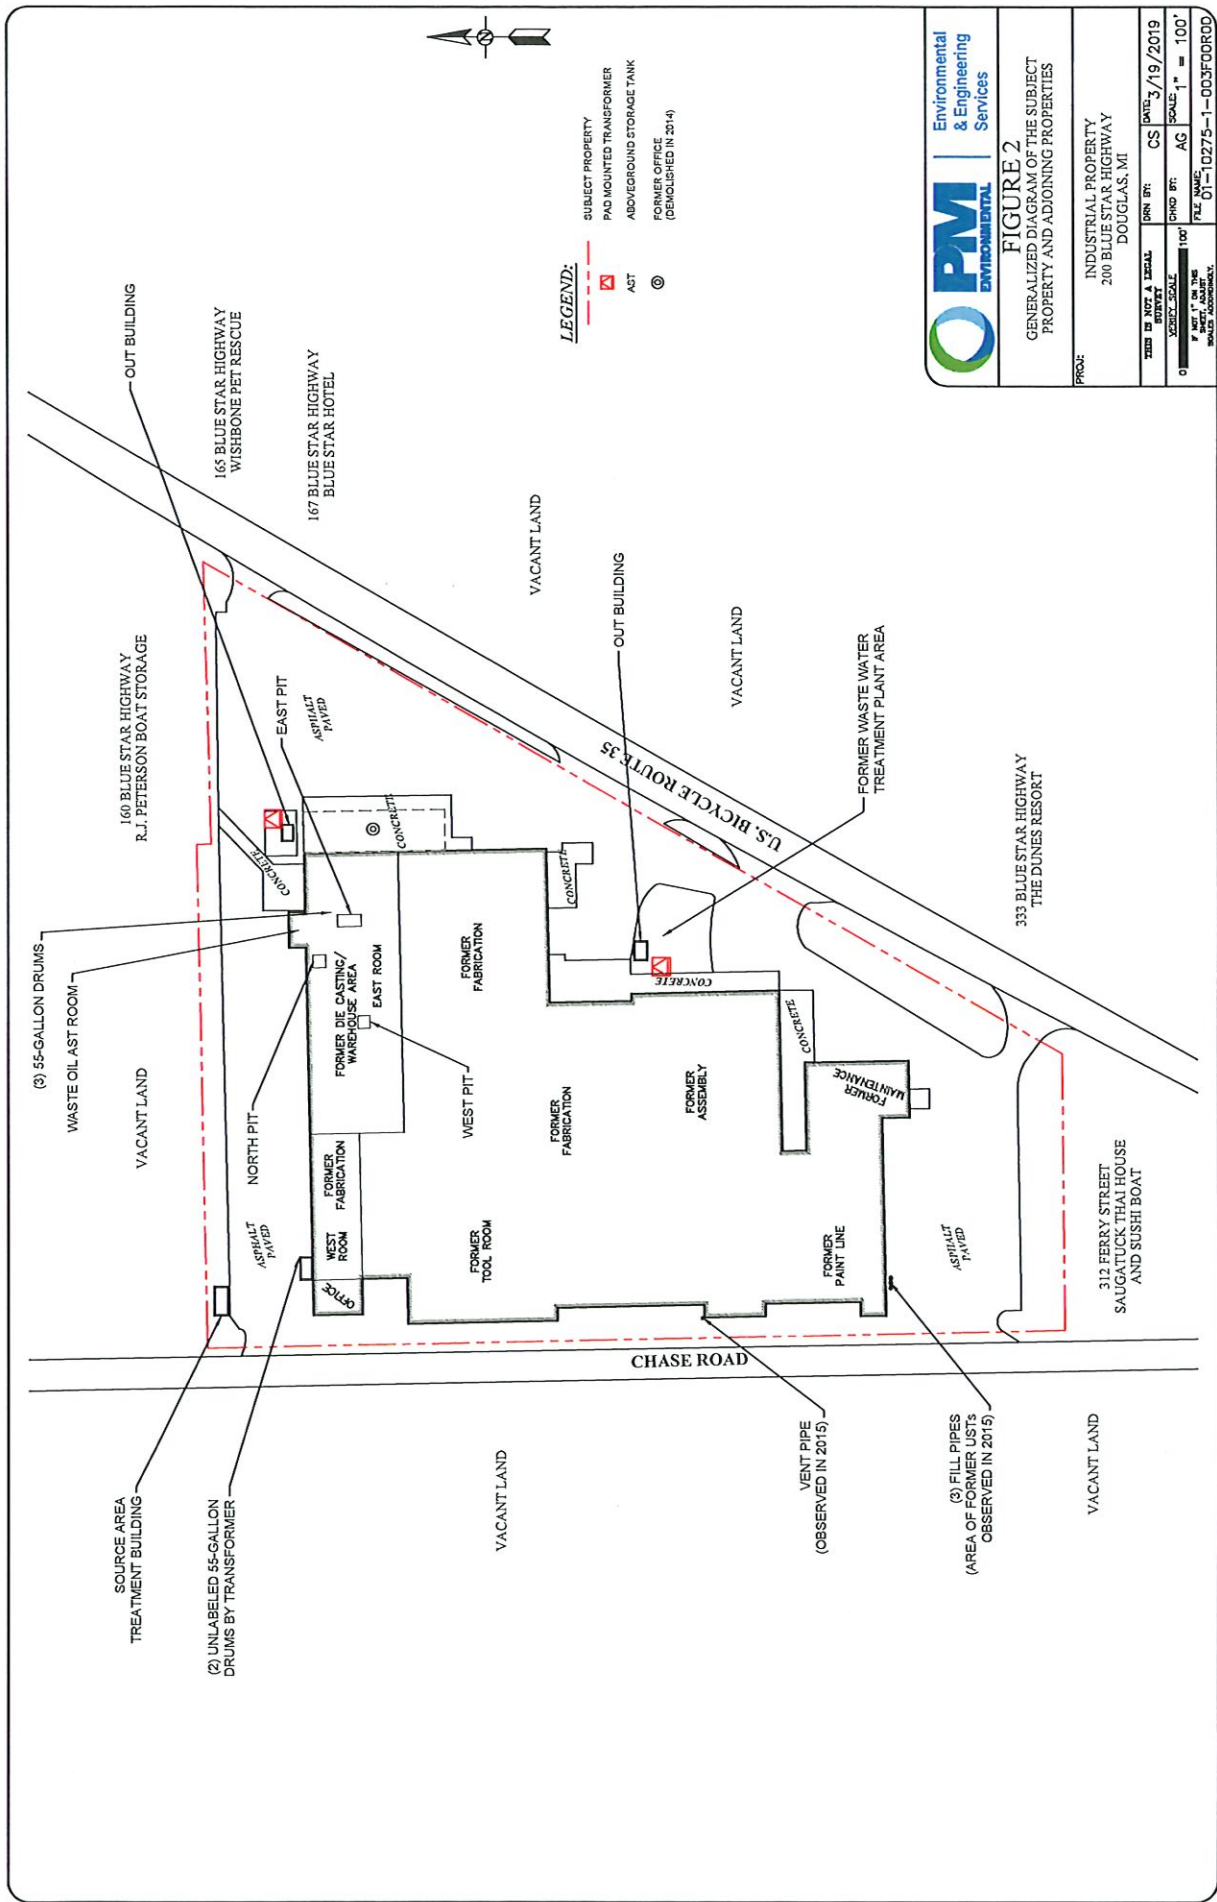 SOURCE AREA
TREATMENT BUILDING
(2) UNLABELED 55-GALLON
DRUMS BY TRANSFORMER
VACANT LAND
VENT PIPE
(OBSERVED IN 2015)
(3) FILL PIPES
(AREA OF FORMER USTs
OBSERVED IN 2015)
VACANT LAND
CHASE ROAD
(3) 55-GALLON DRUMS
WASTE OIL AST ROOM
VACANT LAND
NORTH PIT
ASPHALT
PAVED
OFFICE
WEST
ROOM
FORMER
FABRICATION
FORMER DIE CASTING/
WAREHOUSE AREA
EAST ROOM
WEST PIT
FORMER
TOOL ROOM
FORMER
FABRICATION
FORMER
FABRICATION
FORMER
ASSEMBLY
FORMER
PAINT LINE
FORMER
MAINTENANCE
ASPHALT
PAVED
CONCRETE
CONCRETE
CONCRETE
CONCRETE
CONCRETE
EAST PIT
ASPHALT
PAVED
160 BLUE STAR HIGHWAY
R.J. PETERSON BOAT STORAGE
OUT BUILDING
165 BLUE STAR HIGHWAY
WISHBONE PET RESCUE
167 BLUE STAR HIGHWAY
BLUE STAR HOTEL
VACANT LAND
OUT BUILDING
VACANT LAND
FORMER WASTE WATER
TREATMENT PLANT AREA
U.S. BICYCLE ROUTE 35
333 BLUE STAR HIGHWAY
THE DUNES RESORT
312 FERRY STREET
SAUGATUCK THAI HOUSE
AND SUSHI BOAT
N
LEGEND:
SUBJECT PROPERTY
PAD MOUNTED TRANSFORMER
AST ABOVEGROUND STORAGE TANK
FORMER OFFICE
(DEMOLISHED IN 2014)
PM
ENVIRONMENTAL
Environmental
& Engineering
Services
FIGURE 2
GENERALIZED DIAGRAM OF THE SUBJECT
PROPERTY AND ADJOINING PROPERTIES
PROJ:
INDUSTRIAL PROPERTY
200 BLUE STAR HIGHWAY
DOUGLAS, MI
THIS IS NOT A LEGAL
SURVEY
DRN BY: CS
DATE: 3/19/2019
VERIFY SCALE
0 100'
IF NOT 1" ON THIS
SHEET, ADJUST
SCALES ACCORDINGLY.
CHKD BY: AG
SCALE: 1" = 100'
FILE NAME:
01-10275-1-003F00R00